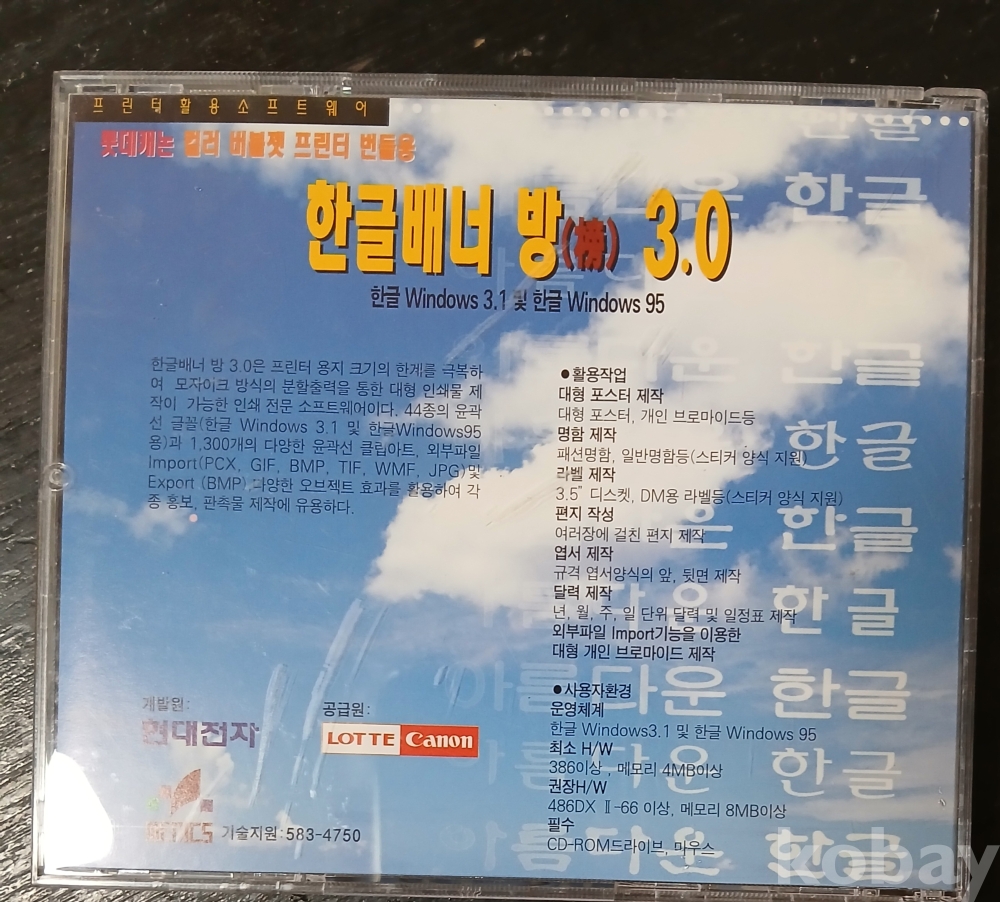 프린터활용소프트웨어
롯데캐논 컬러 버블젯 프린터 번들용
한글배너 방(榜) 3.0
한글 Windows 3.1 및 한글 Windows 95
한글배너 방 3.0은 프린터 용지 크기의 한계를 극복하
여 모자이크 방식의 분할출력을 통한 대형 인쇄물 제
작이 가능한 인쇄 전문 소프트웨어이다. 44종의 윤곽
선 글꼴(한글 Windows 3.1 및 한글Windows95
용)과 1,300개의 다양한 윤곽선 클립아트, 외부파일
Import(PCX, GIF, BMP, TIF, WMF, JPG)및
Export (BMP),다양한 오브젝트 효과를 활용하여 각
종 홍보, 판촉물 제작에 유용하다.
개발원:
현대전자
기술지원: 583-4750
공급원:
LOTTE Canon
●활용작업
대형 포스터 제작
대형 포스터, 개인 브로마이드등
명함 제작
패션명함, 일반명함등(스티커 양식 지원)
라벨 제작
3.5" 디스켓, DM용 라벨등(스티커 양식 지원)
편지 작성
여러장에 걸친 편지 제작
엽서 제작
규격 엽서양식의 앞, 뒷면 제작
달력 제작
년, 월, 주, 일 단위 달력 및 일정표 제작
외부파일 Import기능을 이용한
대형 개인 브로마이드 제작
●사용자환경
운영체계
한글 Windows3.1 및 한글 Windows 95
최소 H/W
386이상 , 메모리 4MB이상
권장H/W
486DX Ⅱ-66 이상, 메모리 8MB이상
필수
CD-ROM드라이브, 마우스
한글
운 한글
운 한글
한글
운 한글
아름다운 한글
아름다운 한글
아름다운 한글
아름다운 한글
kobay